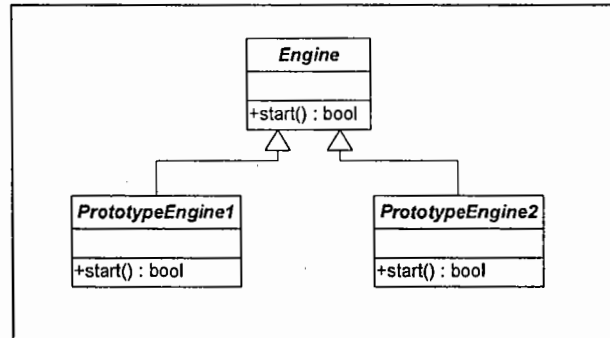 Engine
+start() : bool
PrototypeEngine1
PrototypeEngine2
+start() : bool
+start() : bool